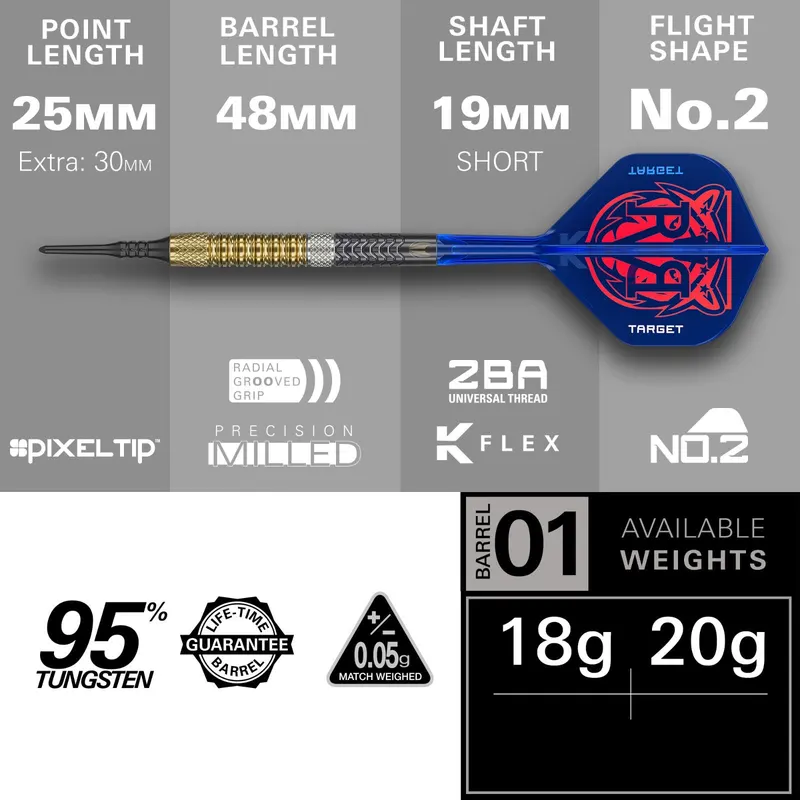 POINT
LENGTH
25MM
Extra: 30MM
BARREL
LENGTH
48MM
SHAFT
LENGTH
19MM
SHORT
FLIGHT
SHAPE
No.2
TARGET
K
RVB
TARGET
PIXELTIP™
RADIAL
GROOVED
GRIP
PRECISION
MILLED
2BA
UNIVERSAL THREAD
K FLEX
NO.2
95%
TUNGSTEN
LIFE-TIME
GUARANTEE
BARREL
+/-
0.05g
MATCH WEIGHED
BARREL
01
AVAILABLE
WEIGHTS
18g 20g